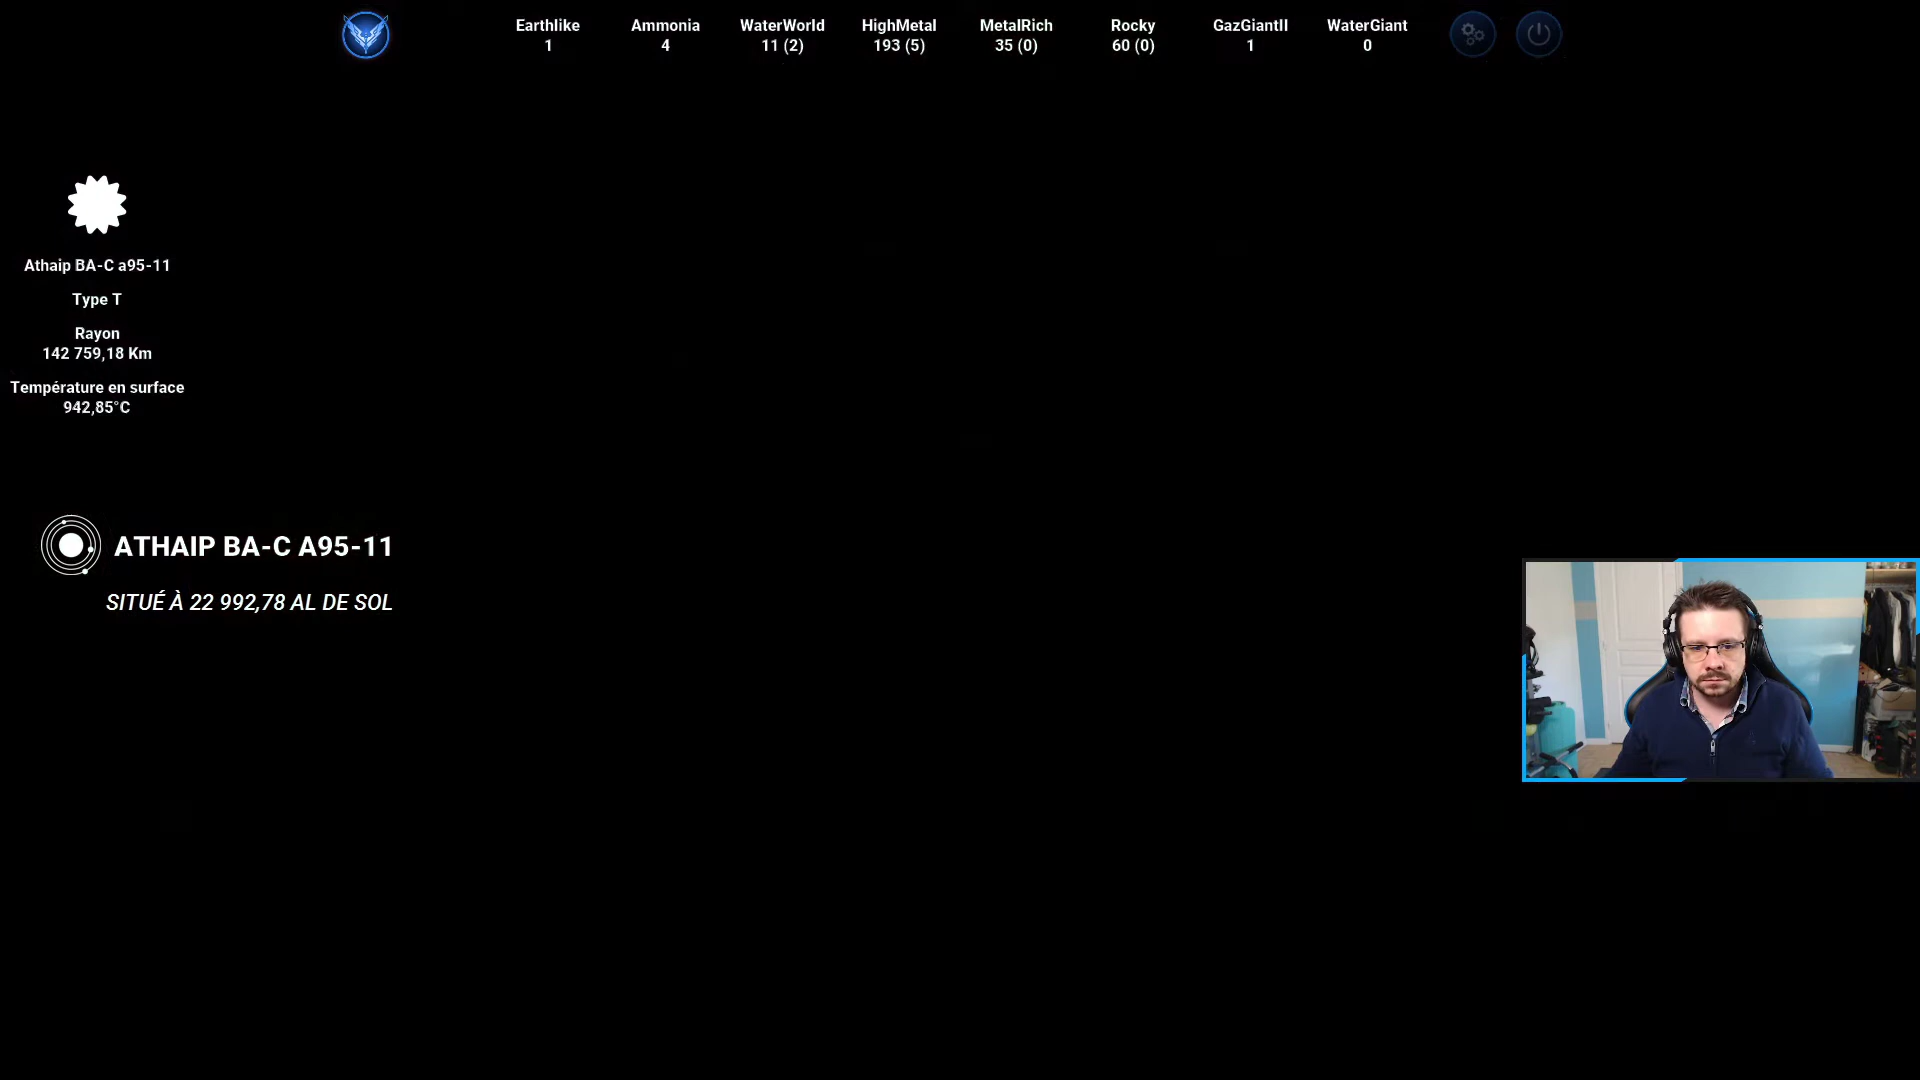 Earthlike
1
Ammonia
4
WaterWorld
11 (2)
HighMetal
193 (5)
MetalRich
35 (0)
Rocky
60 (0)
GazGiantII
1
WaterGiant
0
Athaip BA-C a95-11
Type T
Rayon
142 759,18 Km
Température en surface
942,85°C
ATHAIP BA-C A95-11
SITUÉ À 22 992,78 AL DE SOL